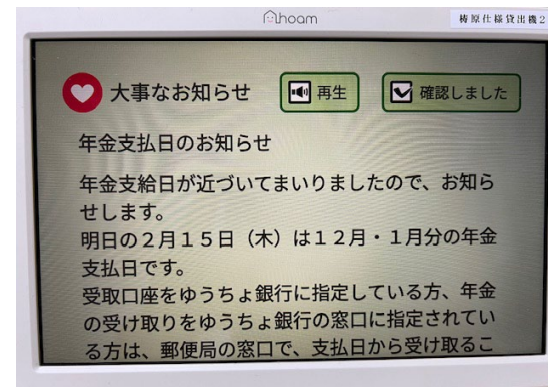 hoam
梼原仕様貸出機2
大事なお知らせ
再生
確認しました
年金支払日のお知らせ
年金支給日が近づいてまいりましたので、お知ら
せします。
明日の２月１５日（木）は１２月・１月分の年金
支払日です。
受取口座をゆうちょ銀行に指定している方、年金
の受け取りをゆうちょ銀行の窓口に指定されてい
る方は、郵便局の窓口で、支払日から受け取るこ